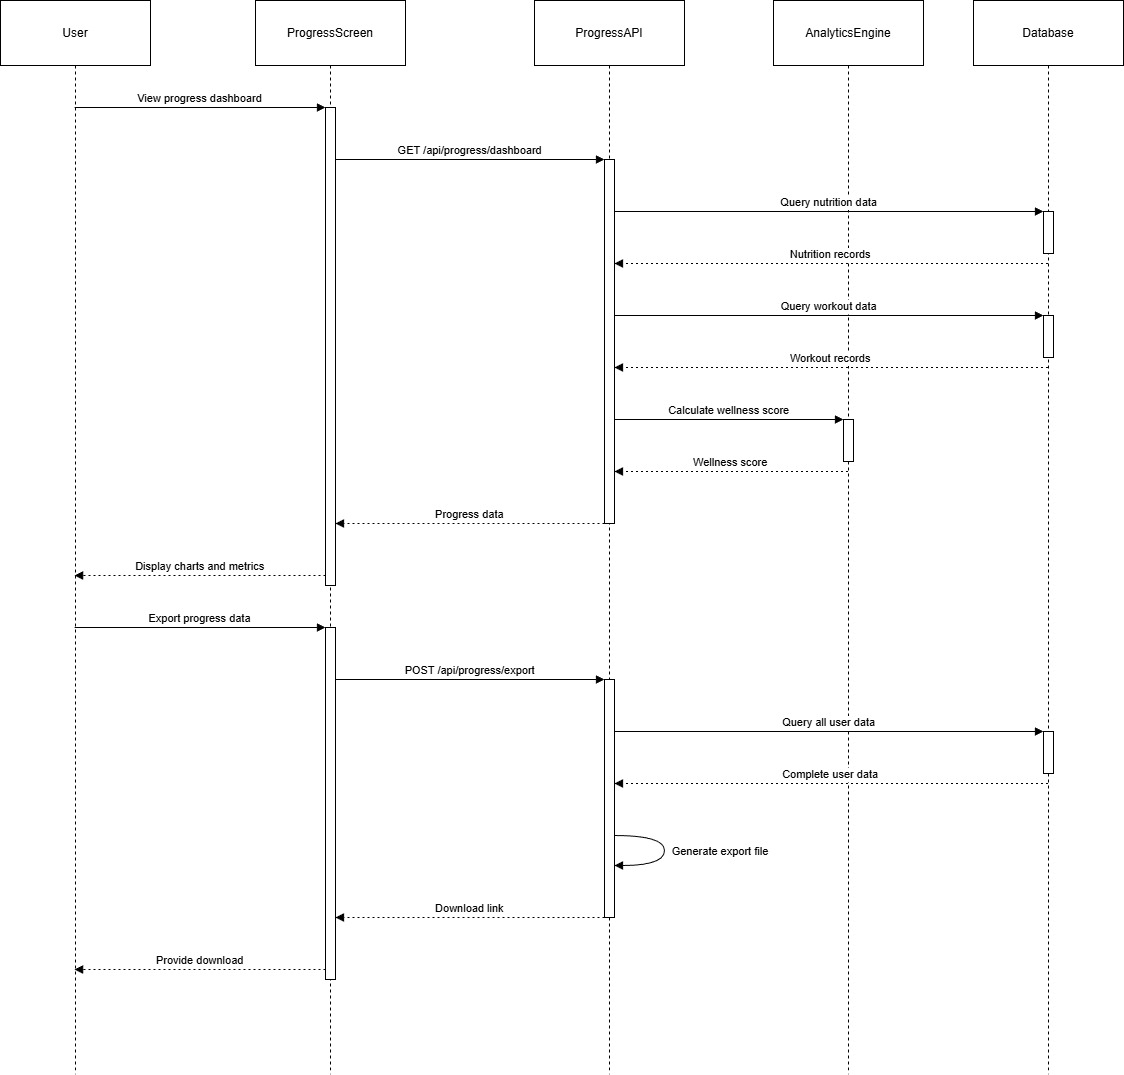 User
ProgressScreen
ProgressAPI
AnalyticsEngine
Database
View progress dashboard
GET /api/progress/dashboard
Query nutrition data
Nutrition records
Query workout data
Workout records
Calculate wellness score
Wellness score
Progress data
Display charts and metrics
Export progress data
POST /api/progress/export
Query all user data
Complete user data
Generate export file
Download link
Provide download